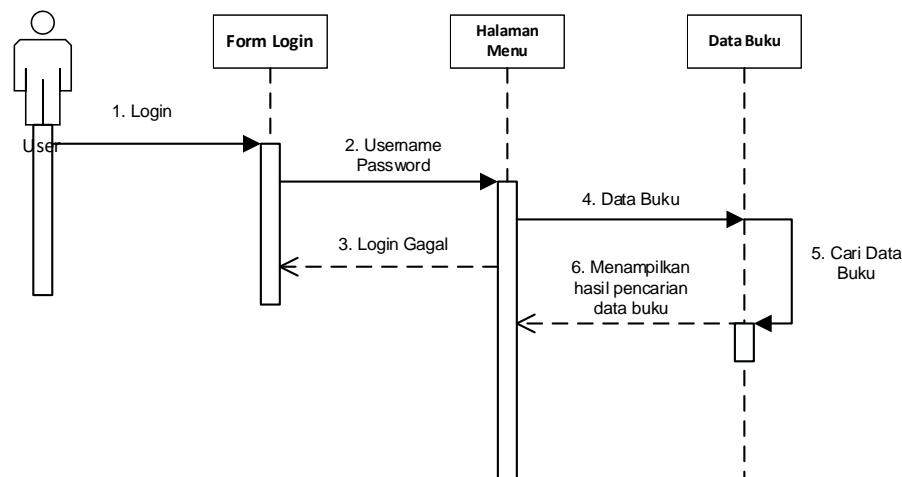 Form Login
Halaman
Menu
Data Buku
User
1. Login
2. Username
Password
3. Login Gagal
4. Data Buku
5. Cari Data
Buku
6. Menampilkan
hasil pencarian
data buku